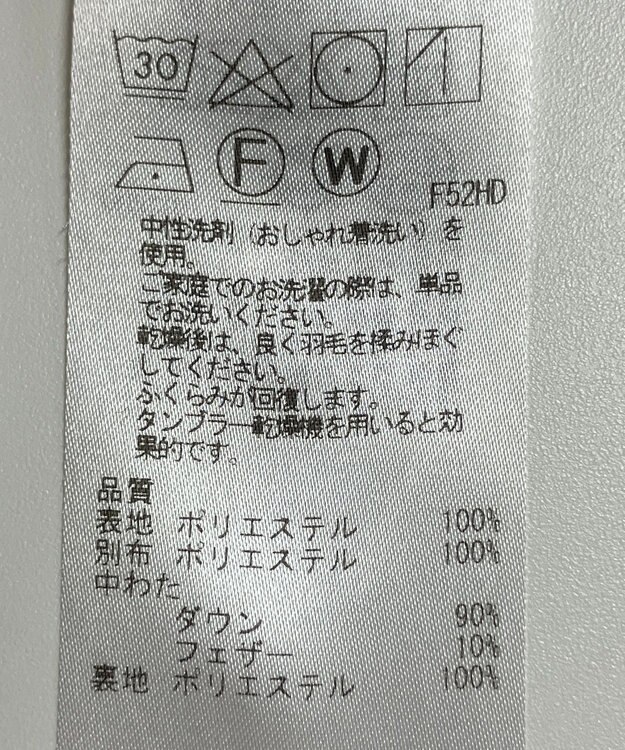 30
F W F52HD
中性洗剤（おしゃれ着洗い）を
使用。
ご家庭でのお洗濯の際は、単品
でお洗いください。
乾燥後は、良く羽毛を揉みほぐ
してください。
ふくらみが回復します。
タンブラー乾燥機を用いると効
果的です。
品質
表地 ポリエステル 100%
別布 ポリエステル 100%
中わた
ダウン 90%
フェザー 10%
裏地 ポリエステル 100%